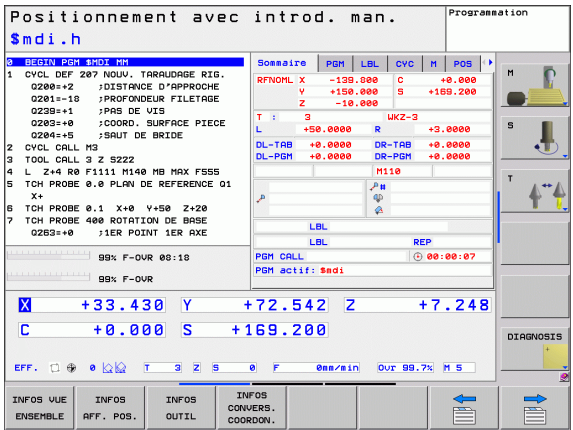 Positionnement avec introd. man.
Programmation
$mdi.h
0 BEGIN PGM $MDI MM
1 CYCL DEF 207 NOUV. TARAUDAGE RIG.
Q200=+2 ;DISTANCE D'APPROCHE
Q201=-18 ;PROFONDEUR FILETAGE
Q239=+1 ;PAS DE VIS
Q203=+0 ;COORD. SURFACE PIECE
Q204=+5 ;SAUT DE BRIDE
2 CYCL CALL M3
3 TOOL CALL 3 Z S222
4 L Z+4 R0 F1111 M140 MB MAX F555
5 TCH PROBE 0.0 PLAN DE REFERENCE Q1
X+
6 TCH PROBE 0.1 X+0 Y+50 Z+20
7 TCH PROBE 400 ROTATION DE BASE
Q263=+0 ;1ER POINT 1ER AXE
99% F-OVR 08:18
99% F-OVR
Sommaire PGM LBL CYC M POS
RFNOML X -139.800 C +0.000
Y +150.000 S +169.200
Z -10.000
T : 3 WKZ-3
L +50.0000 R +3.0000
DL-TAB +0.0000 DR-TAB +0.0000
DL-PGM +0.0000 DR-PGM +0.0000
M110
#
LBL
LBL REP
PGM CALL 00:00:07
PGM actif: $mdi
X +33.430 Y +72.542 Z +7.248
C +0.000 S +169.200
EFF. 0 T 3 Z S 0 F 0mm/min Ovr 99.7% M 5
M
S
T
DIAGNOSIS
INFOS VUE
ENSEMBLE
INFOS
AFF. POS.
INFOS
OUTIL
INFOS
CONVERS.
COORDON.